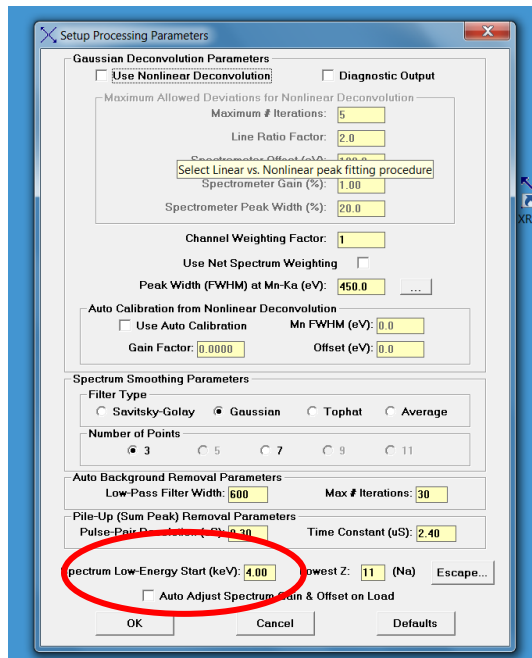 Setup Processing Parameters
Gaussian Deconvolution Parameters
Use Nonlinear Deconvolution Diagnostic Output
Maximum Allowed Deviations for Nonlinear Deconvolution
Maximum # Iterations: 5
Line Ratio Factor: 2.0
Select Linear vs. Nonlinear peak fitting procedure
Spectrometer Gain (%): 1.00
Spectrometer Peak Width (%): 20.0
XR
Channel Weighting Factor: 1
Use Net Spectrum Weighting
Peak Width (FWHM) at Mn-Ka (eV): 450.0 ...
Auto Calibration from Nonlinear Deconvolution
Use Auto Calibration Mn FWHM (eV): 0.0
Gain Factor: 0.0000 Offset (eV): 0.0
Spectrum Smoothing Parameters
Filter Type
Savitsky-Golay Gaussian Tophat Average
Number of Points
3 5 7 9 11
Auto Background Removal Parameters
Low-Pass Filter Width: 600 Max # Iterations: 30
Pile-Up (Sum Peak) Removal Parameters
Time Constant (uS): 2.40
Spectrum Low-Energy Start (keV): 4.00 Lowest Z: 11 (Na) Escape...
Auto Adjust Spectrum Gain & Offset on Load
OK Cancel Defaults